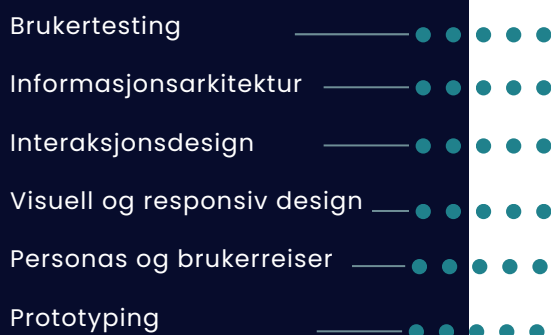 Brukertesting
Informasjonsarkitektur
Interaksjonsdesign
Visuell og responsiv design
Personas og brukerreiser
Prototyping